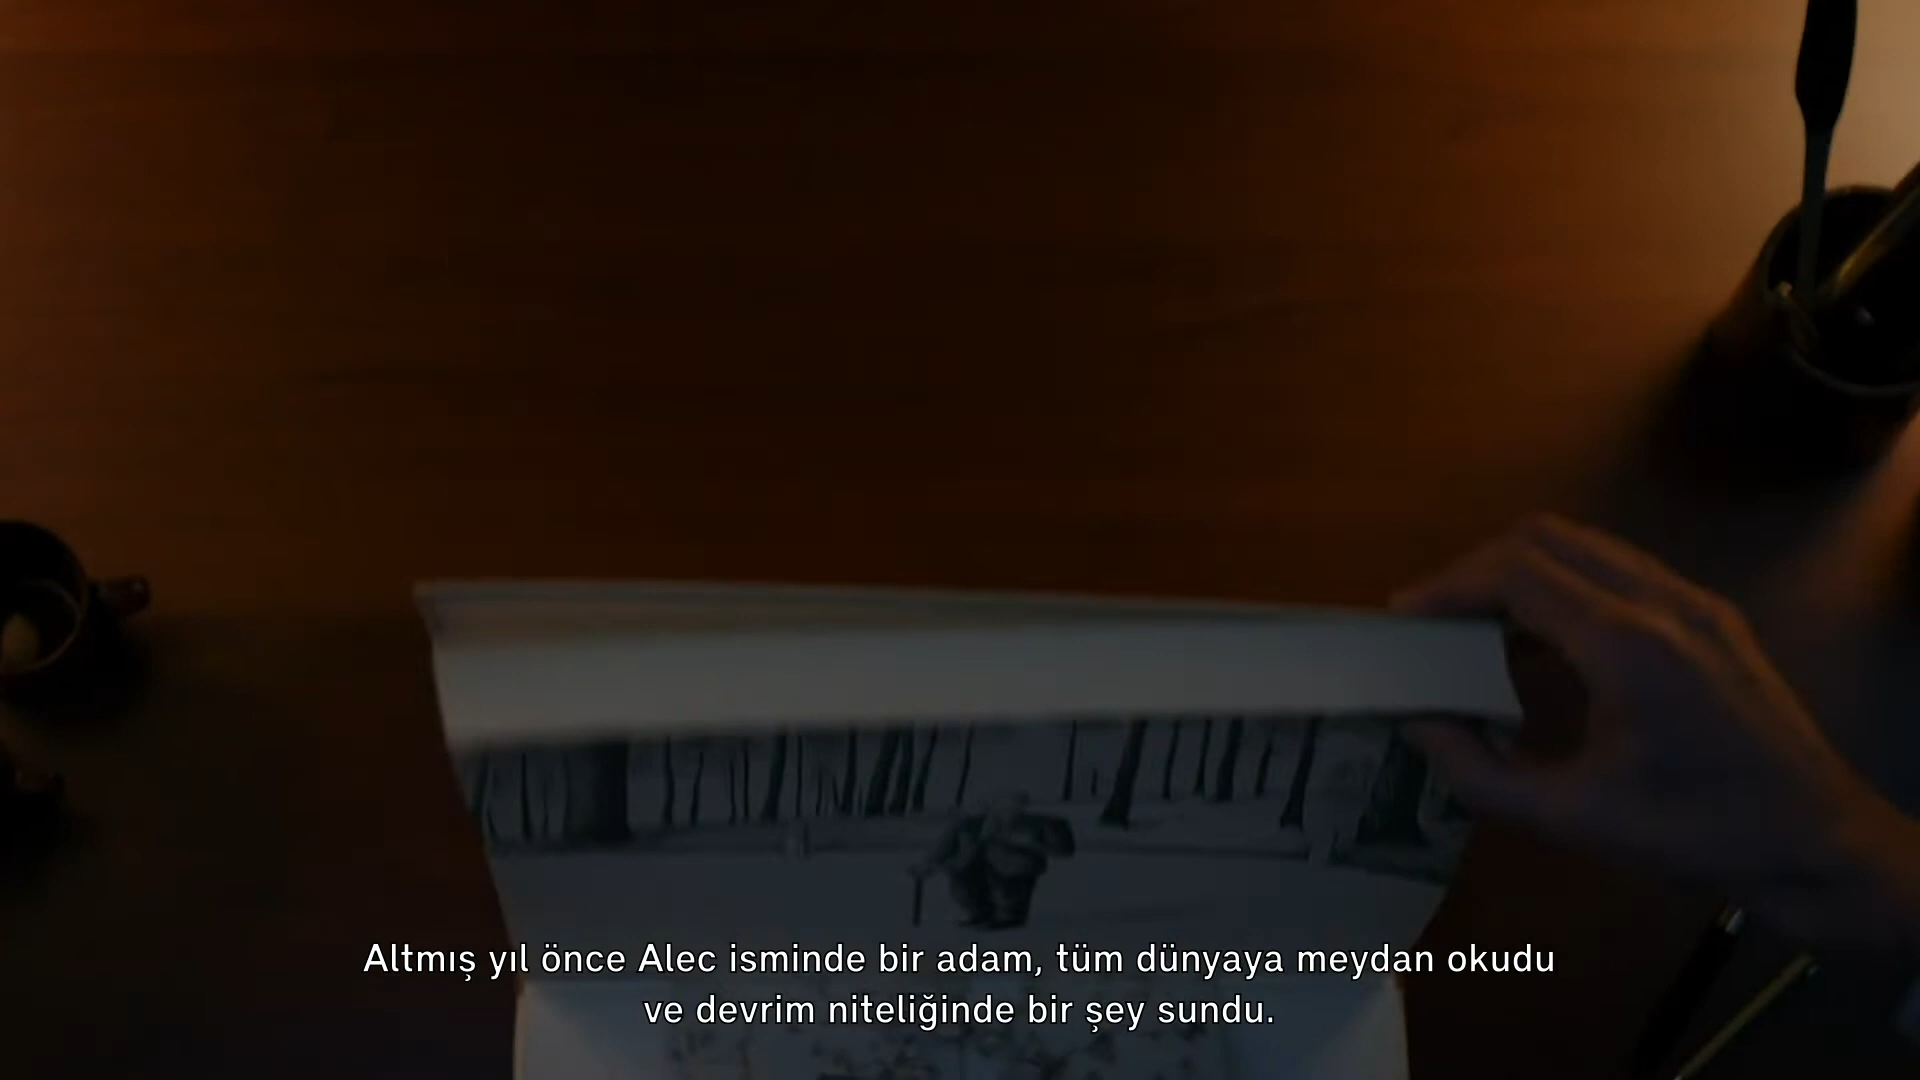 Altmış yıl önce Alec isminde bir adam, tüm dünyaya meydan okudu
ve devrim niteliğinde bir şey sundu.